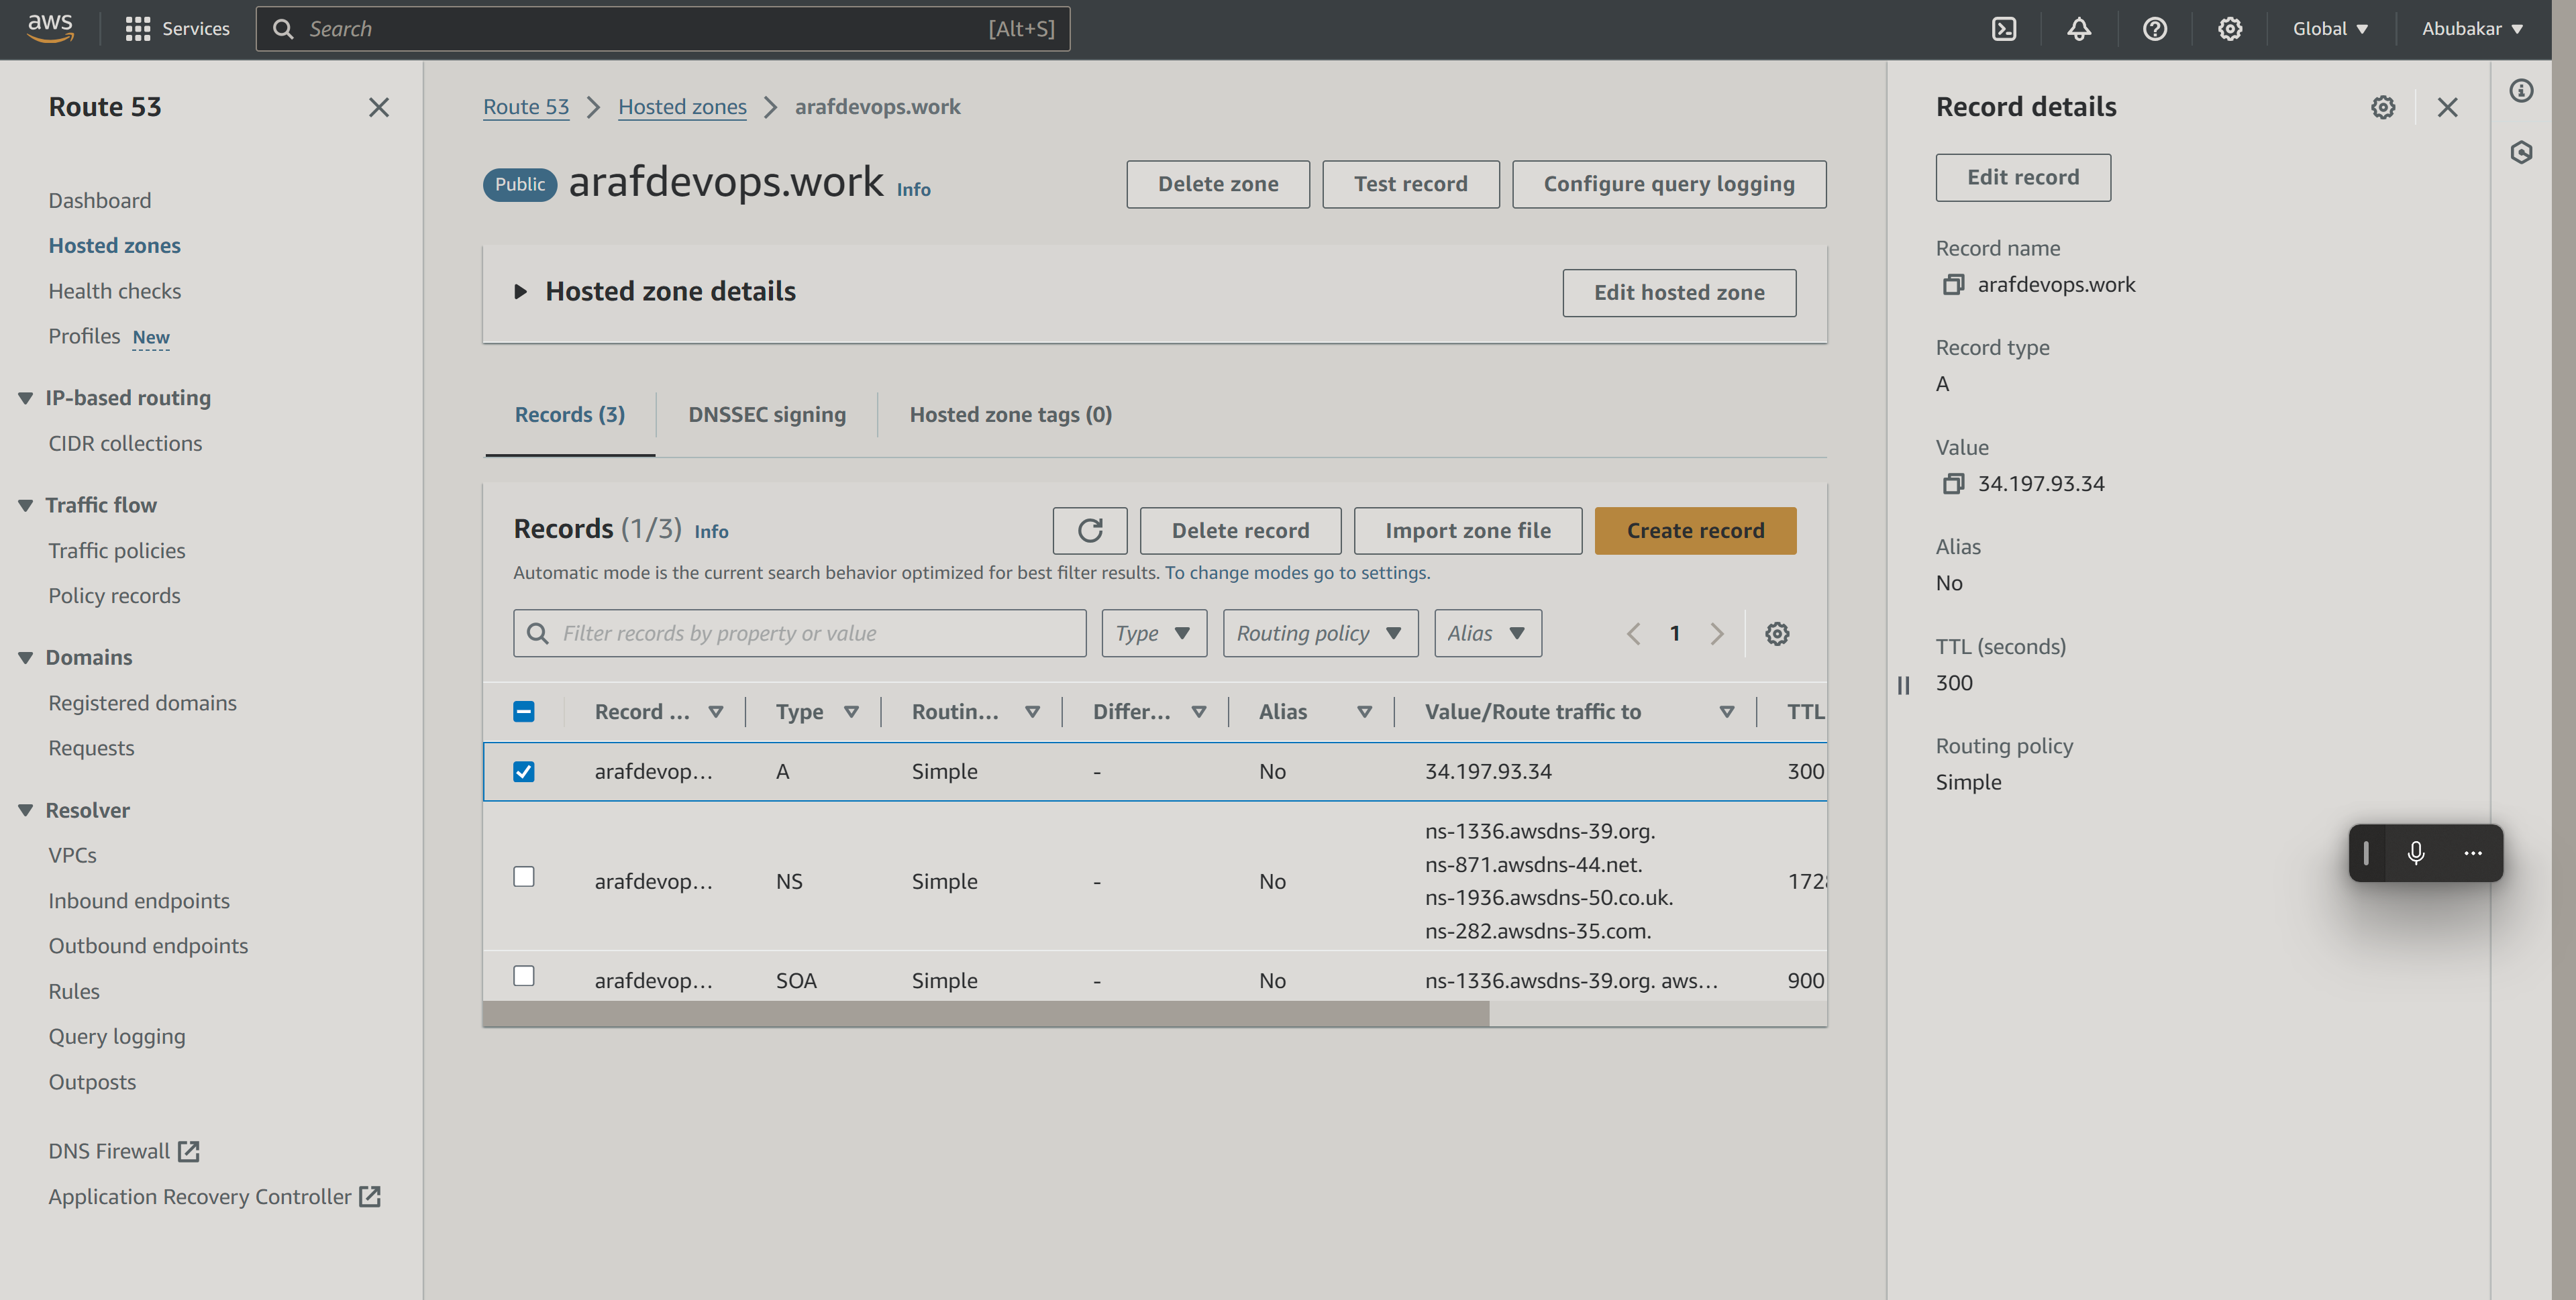 aws
Services
Search
[Alt+S]
Global
Abubakar
Route 53
Dashboard
Hosted zones
Health checks
Profiles New
IP-based routing
CIDR collections
Traffic flow
Traffic policies
Policy records
Domains
Registered domains
Requests
Resolver
VPCs
Inbound endpoints
Outbound endpoints
Rules
Query logging
Outposts
DNS Firewall
Application Recovery Controller
Route 53 Hosted zones arafdevops.work
Public arafdevops.work Info
Delete zone
Test record
Configure query logging
Hosted zone details
Edit hosted zone
Records (3)
DNSSEC signing
Hosted zone tags (0)
Records (1/3) Info
Delete record
Import zone file
Create record
Automatic mode is the current search behavior optimized for best filter results. To change modes go to settings.
Filter records by property or value
Type
Routing policy
Alias
1
Record ... Type Routin... Differ... Alias Value/Route traffic to TTL
arafdevop... A Simple - No 34.197.93.34 300
arafdevop... NS Simple - No
ns-1336.awsdns-39.org.
ns-871.awsdns-44.net.
ns-1936.awsdns-50.co.uk.
ns-282.awsdns-35.com.
arafdevop... SOA Simple - No ns-1336.awsdns-39.org. aws... 900
Record details
Edit record
Record name
arafdevops.work
Record type
A
Value
34.197.93.34
Alias
No
TTL (seconds)
300
Routing policy
Simple